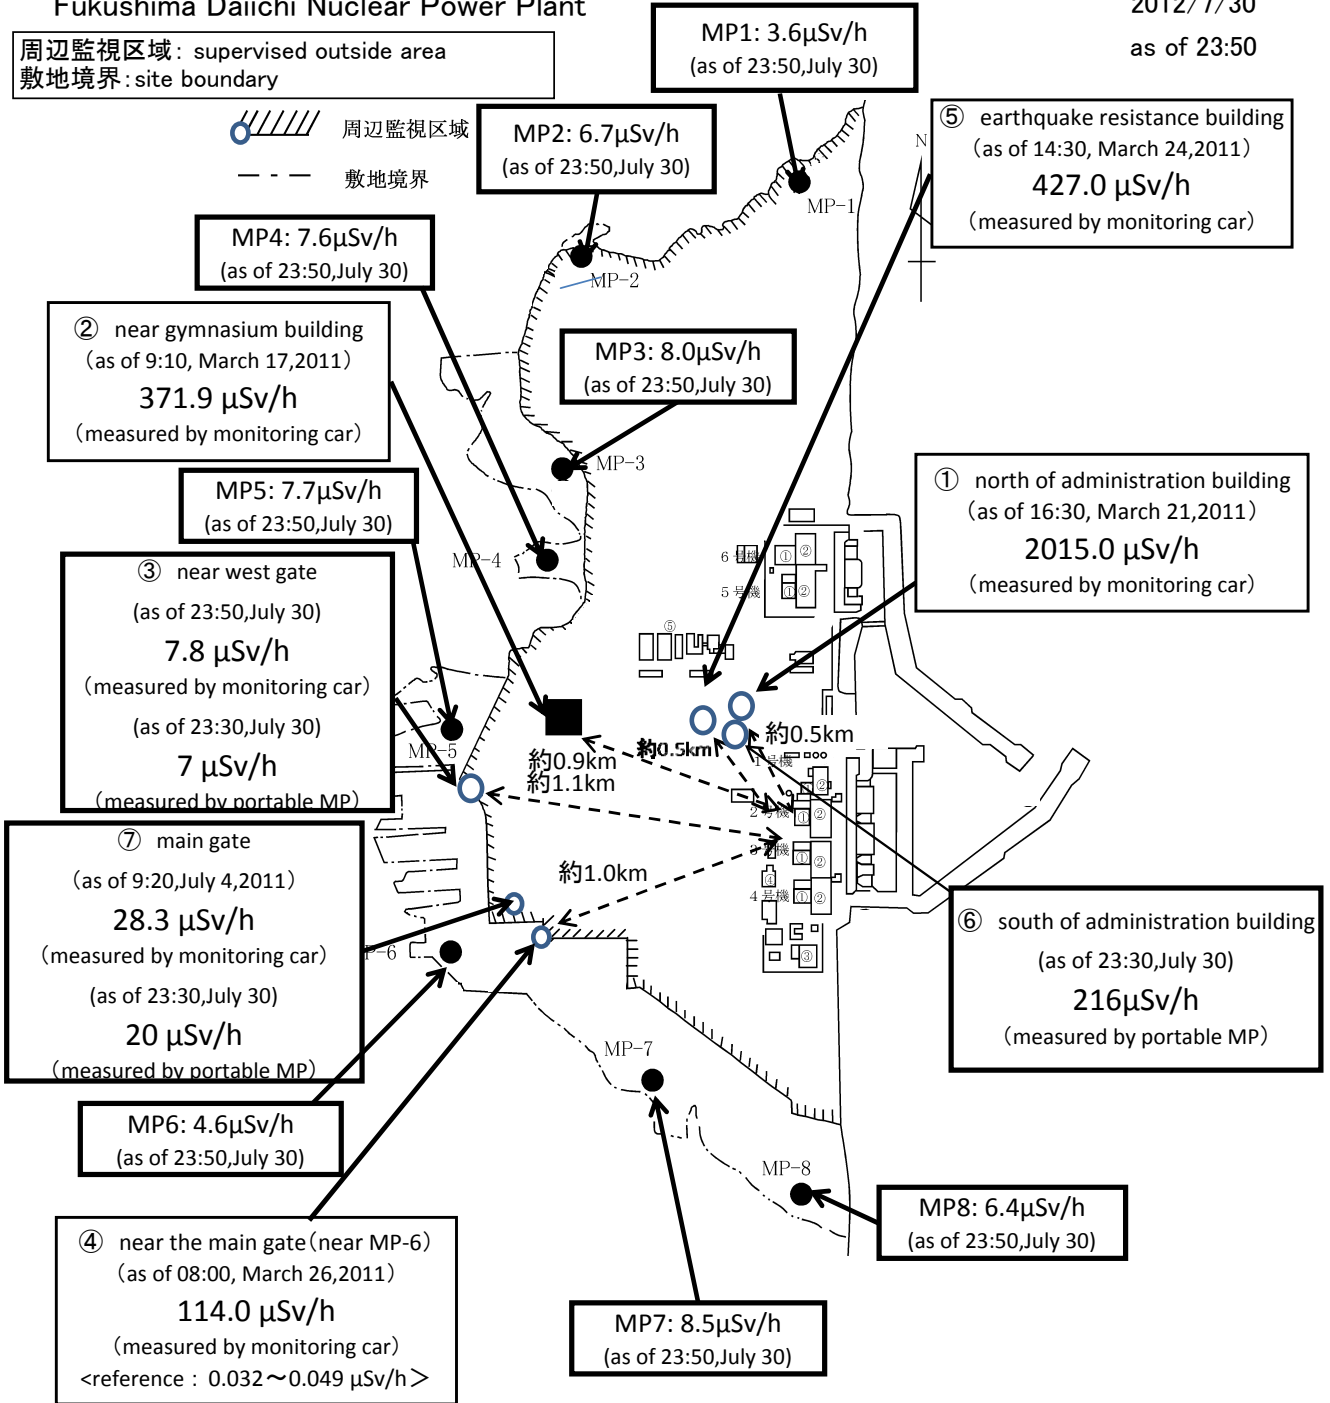 Fukushima Daiichi Nuclear Power Plant
2012/7/30
as of 23:50
周辺監視区域: supervised outside area
敷地境界:site boundary
周辺監視区域
敷地境界
MP1: 3.6μSv/h
(as of 23:50,July 30)
MP2: 6.7μSv/h
(as of 23:50,July 30)
⑤ earthquake resistance building
(as of 14:30, March 24,2011)
427.0 μSv/h
(measured by monitoring car)
N
MP-1
MP4: 7.6μSv/h
(as of 23:50,July 30)
MP-2
② near gymnasium building
(as of 9:10, March 17,2011)
371.9 μSv/h
(measured by monitoring car)
MP3: 8.0μSv/h
(as of 23:50,July 30)
MP-3
MP5: 7.7μSv/h
(as of 23:50,July 30)
① north of administration building
(as of 16:30, March 21,2011)
2015.0 μSv/h
(measured by monitoring car)
MP-4
6号機
① ②
5号機
① ②
⑤
③ near west gate
(as of 23:50,July 30)
7.8 μSv/h
(measured by monitoring car)
(as of 23:30,July 30)
7 μSv/h
(measured by portable MP)
MP-5
約0.9km
約1.1km
約0.5km
約0.5km
1号機
②
2号機
① ②
3号機
① ②
④
4号機
① ②
③
約1.0km
⑦ main gate
(as of 9:20,July 4,2011)
28.3 μSv/h
(measured by monitoring car)
(as of 23:30,July 30)
20 μSv/h
(measured by portable MP)
P-6
⑥ south of administration building
(as of 23:30,July 30)
216μSv/h
(measured by portable MP)
MP-7
MP6: 4.6μSv/h
(as of 23:50,July 30)
MP-8
MP8: 6.4μSv/h
(as of 23:50,July 30)
④ near the main gate(near MP-6)
(as of 08:00, March 26,2011)
114.0 μSv/h
(measured by monitoring car)
<reference : 0.032～0.049 μSv/h>
MP7: 8.5μSv/h
(as of 23:50,July 30)